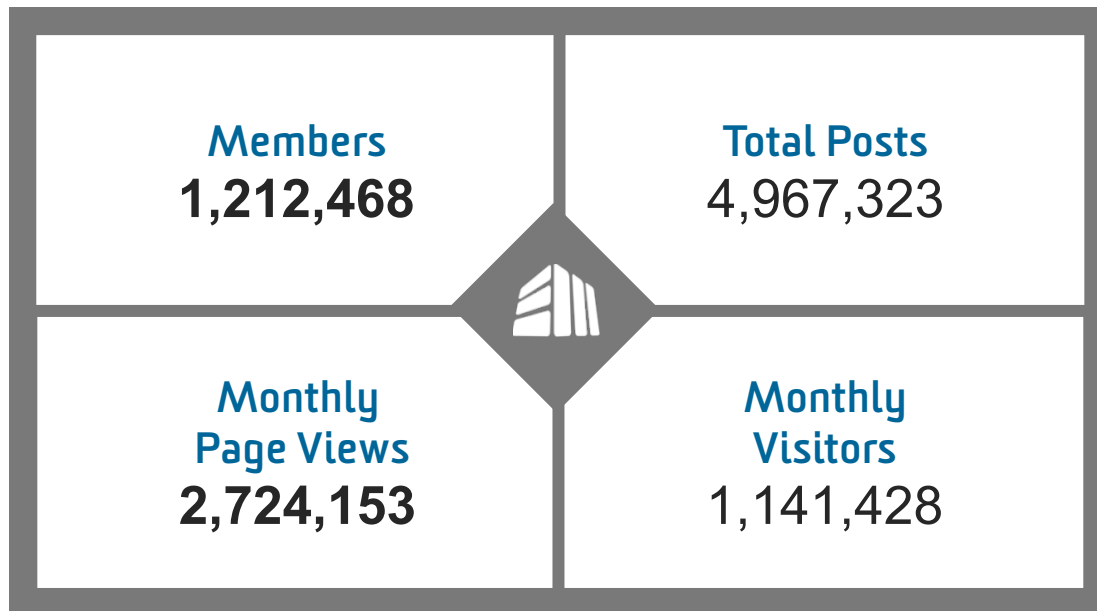 Members
1,212,468
Total Posts
4,967,323
Monthly
Page Views
2,724,153
Monthly
Visitors
1,141,428